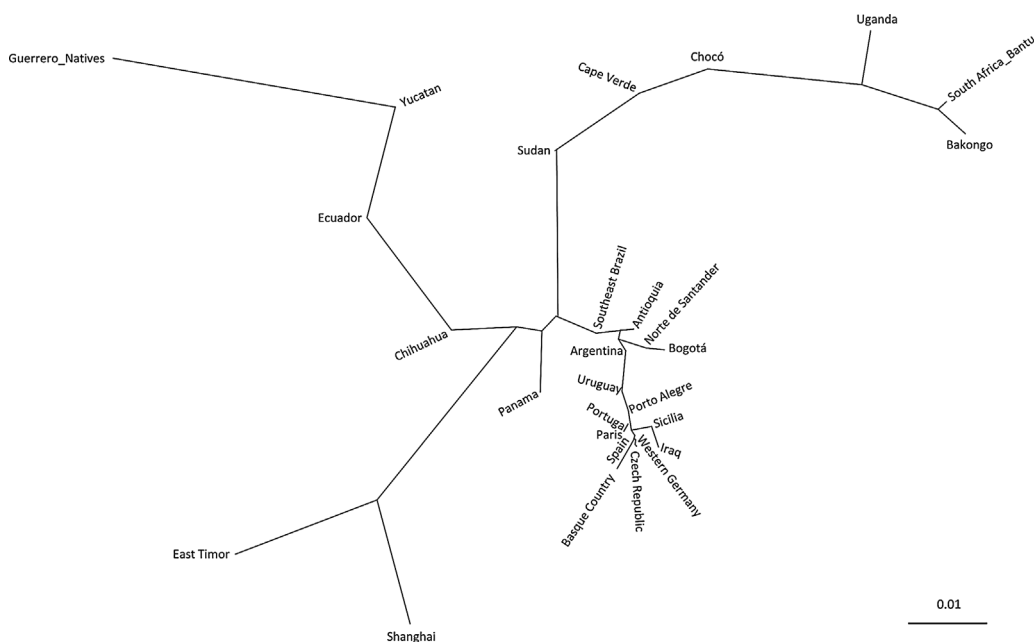 Uganda
Guerrero_Natives
Chocó
South Africa_Bantu
Cape Verde
Yucatan
Bakongo
Sudan
Ecuador
Southeast Brazil
Antioquia
Norte de Santander
Chihuahua
Argentina
Bogotá
Panama
Uruguay
Porto Alegre
Portugal
Sicilia
Paris
Spain
Iraq
Western Germany
Czech Republic
Basque Country
East Timor
Shanghai
0.01